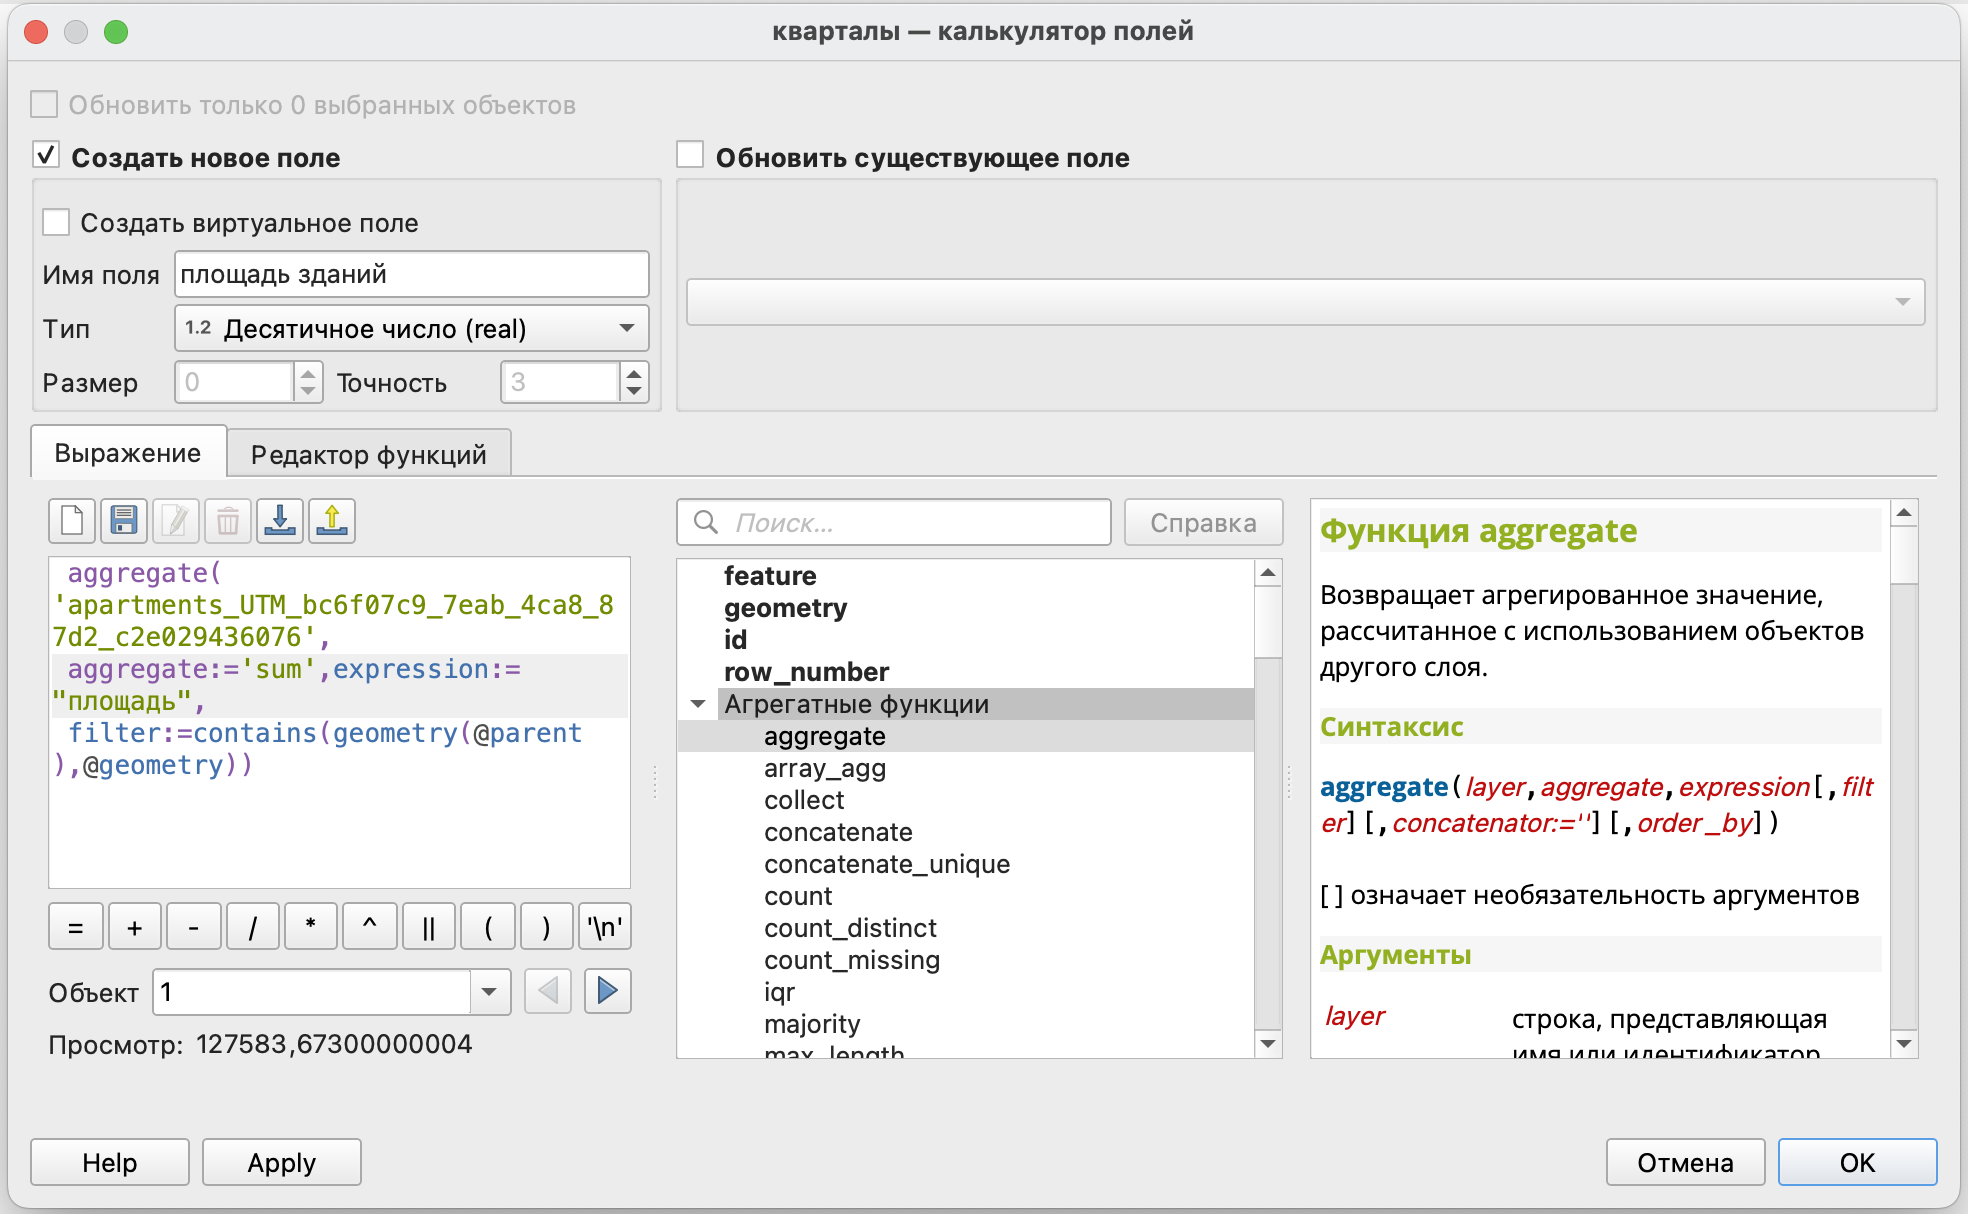 кварталы — калькулятор полей
Обновить только 0 выбранных объектов
Создать новое поле
Обновить существующее поле
Создать виртуальное поле
Имя поля площадь зданий
Тип 1.2 Десятичное число (real)
Размер 0 Точность 3
Выражение Редактор функций
aggregate(
'apartments_UTM_bc6f07c9_7eab_4ca8_8
7d2_c2e029436076',
aggregate:='sum',expression:=
"площадь",
filter:=contains(geometry(@parent
),@geometry))
= + - / * ^ || ( ) '\n'
Объект 1
Просмотр: 127583,67300000004
Поиск... Справка
feature
geometry
id
row_number
Агрегатные функции
aggregate
array_agg
collect
concatenate
concatenate_unique
count
count_distinct
count_missing
iqr
majority
max_length
Функция aggregate
Возвращает агрегированное значение,
рассчитанное с использованием объектов
другого слоя.
Синтаксис
aggregate(layer,aggregate,expression[,filt
er][,concatenator:=''][,order_by])
[ ] означает необязательность аргументов
Аргументы
layer строка, представляющая
имя или идентификатор
Help Apply Отмена OK